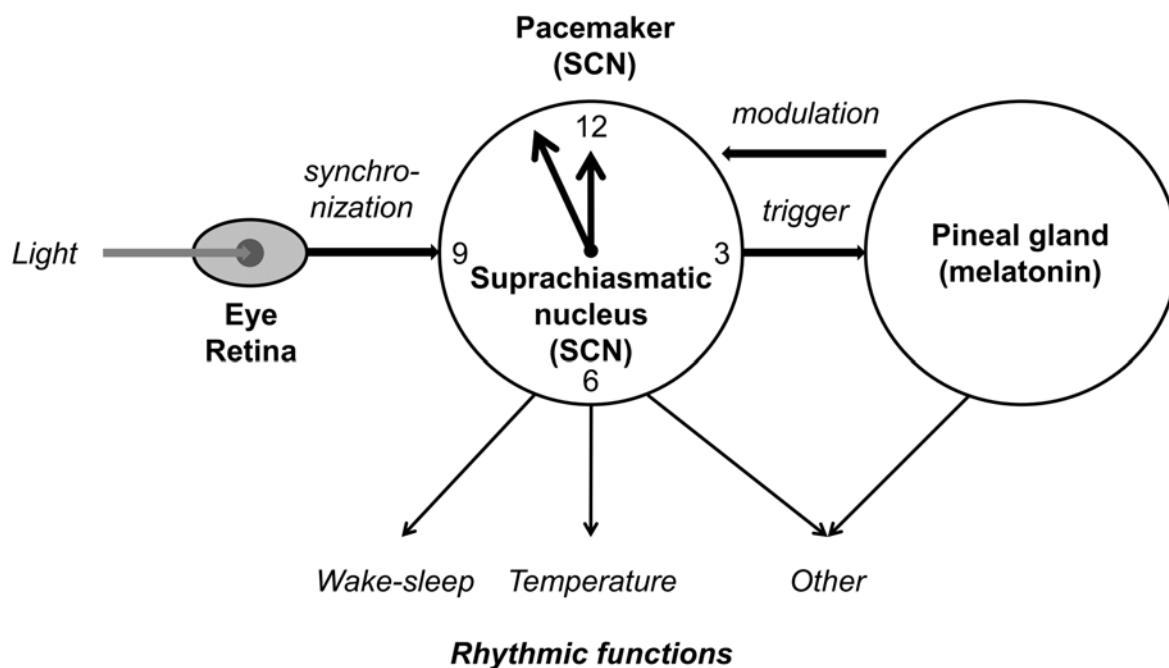 Pacemaker
(SCN)
12
modulation
synchro-
nization
trigger
Light
9
3
Pineal gland
(melatonin)
Suprachiasmatic
nucleus
(SCN)
6
Eye
Retina
Wake-sleep
Temperature
Other
Rhythmic functions